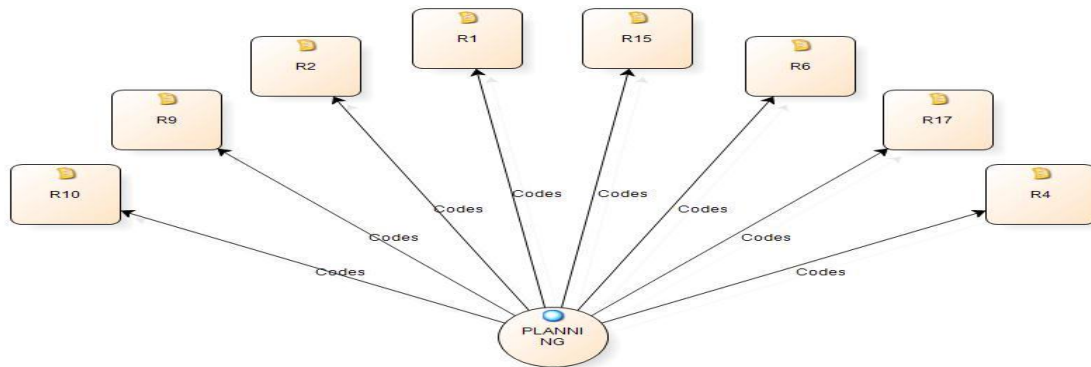 R1
R15
R2
R6
R9
R17
R10
R4
Codes
Codes
Codes
Codes
Codes
Codes
Codes
Codes
PLANNI
NG